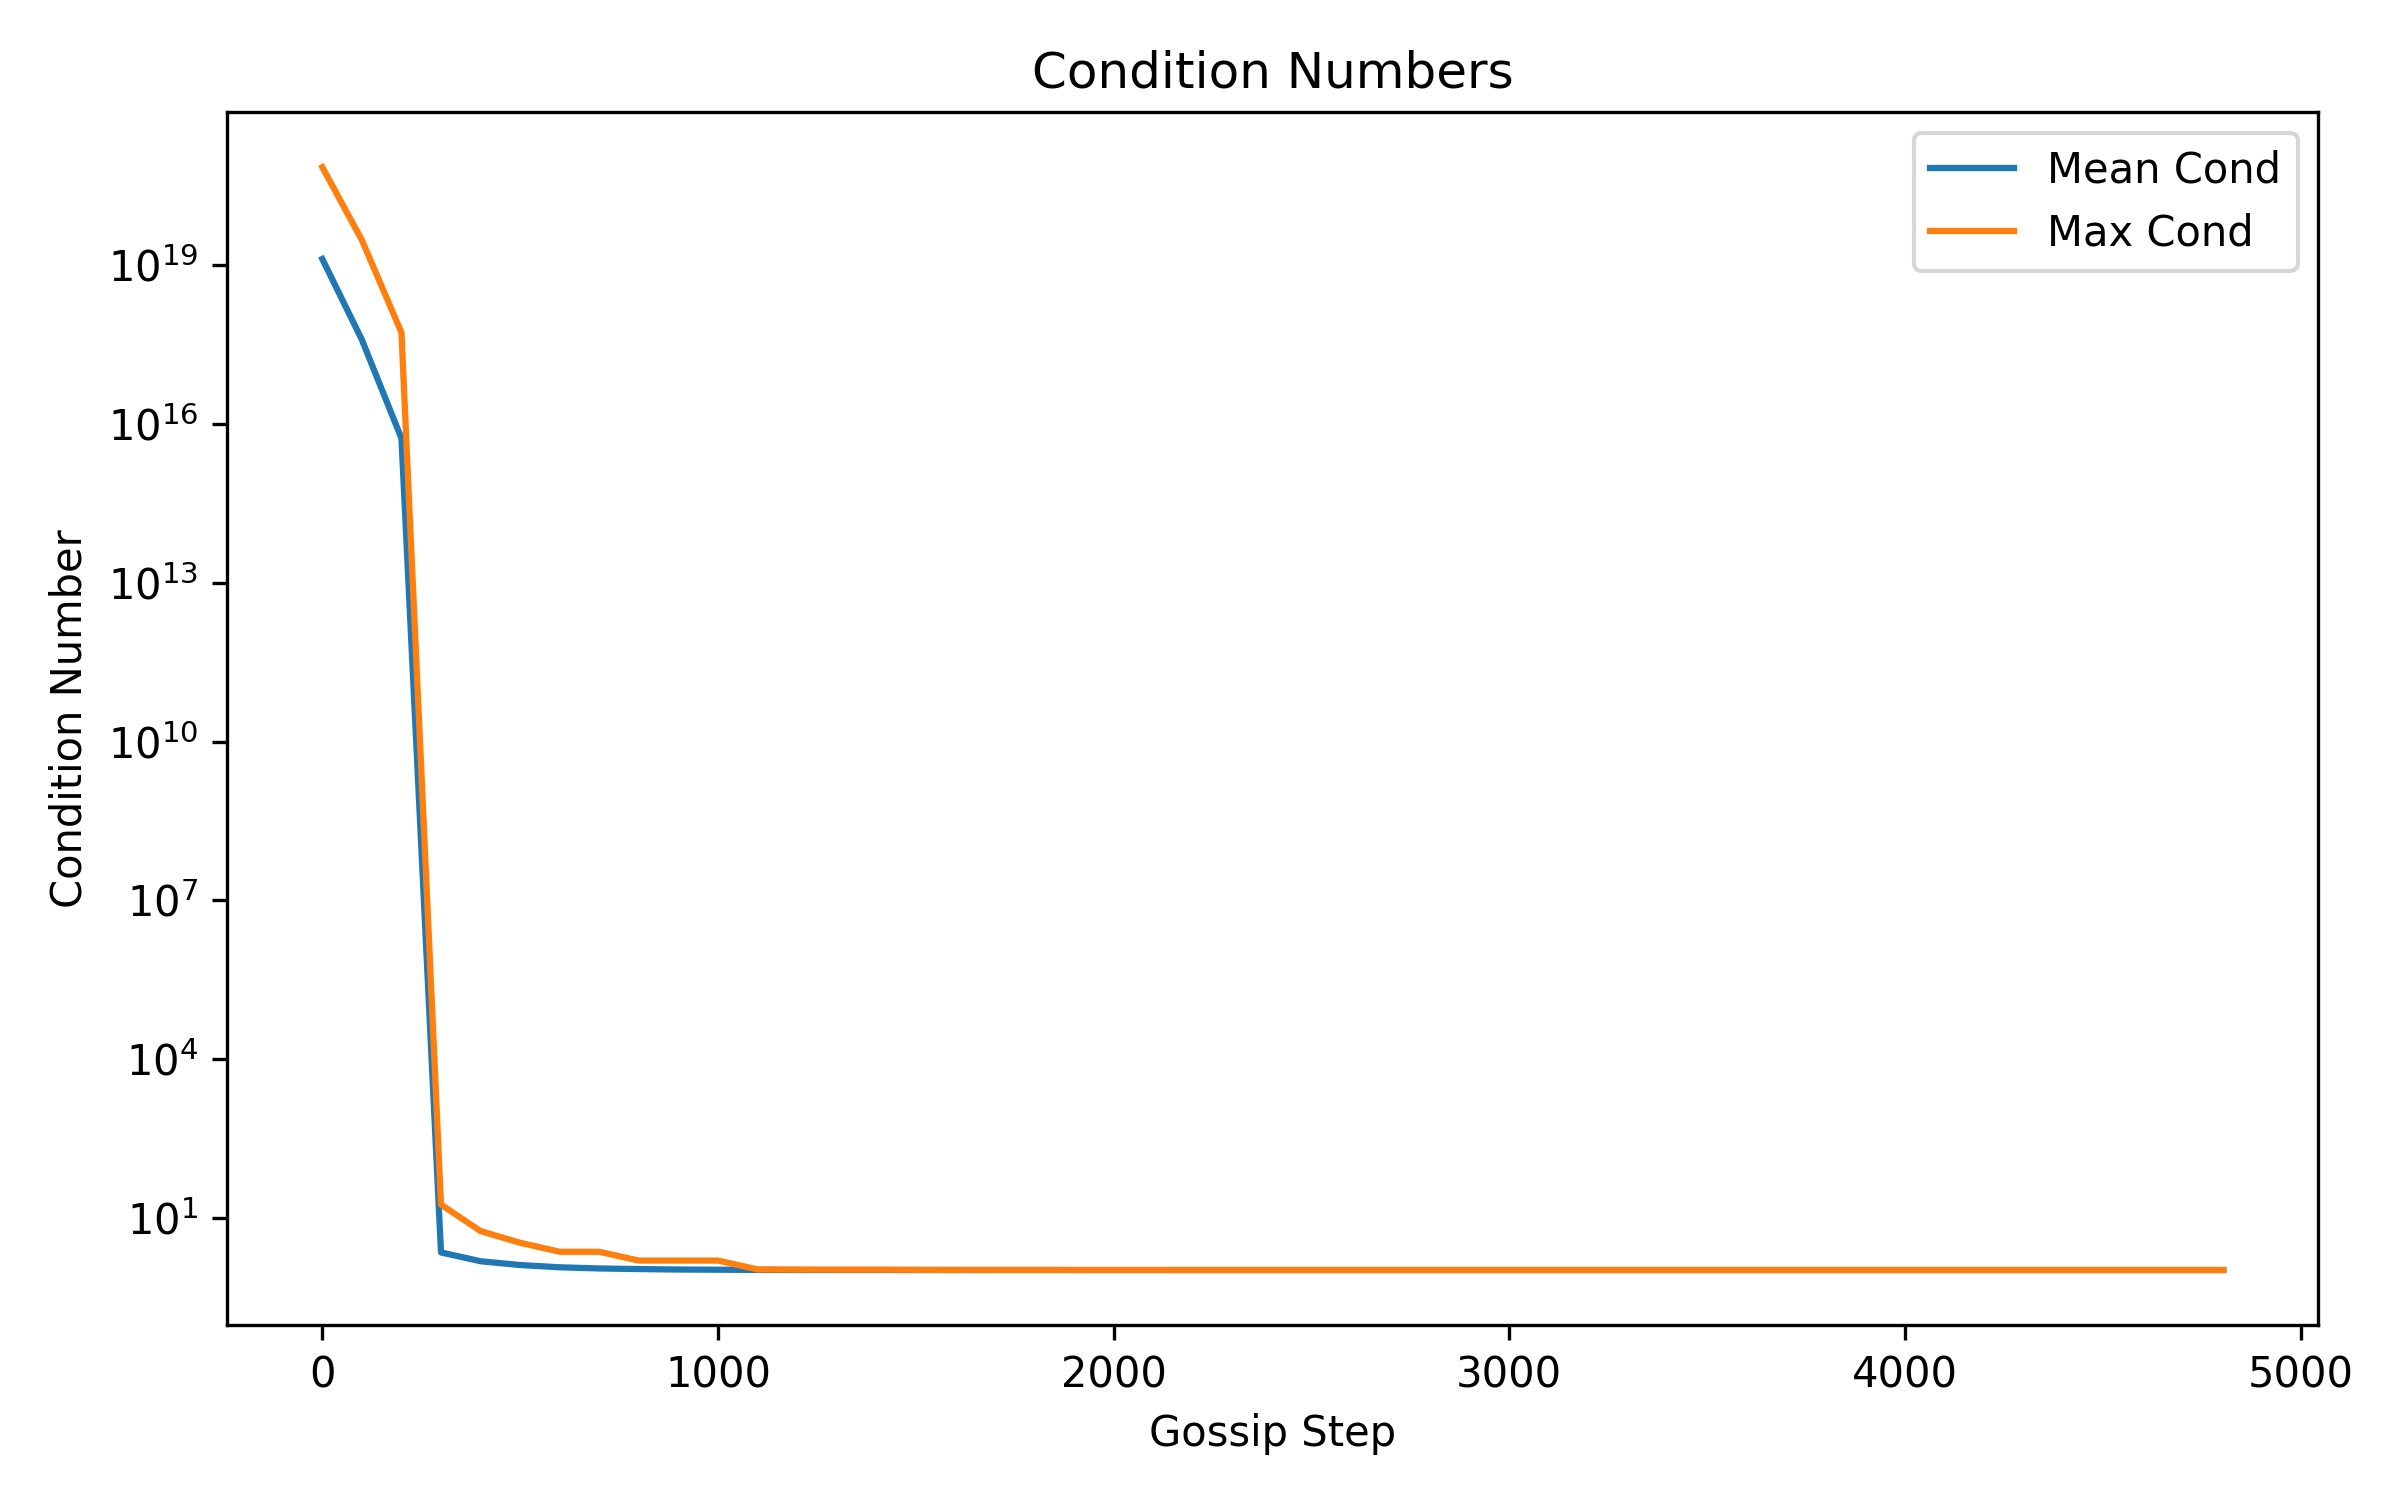 Condition Numbers
Mean Cond
Max Cond
Condition Number
10^19
10^16
10^13
10^10
10^7
10^4
10^1
0 1000 2000 3000 4000 5000
Gossip Step